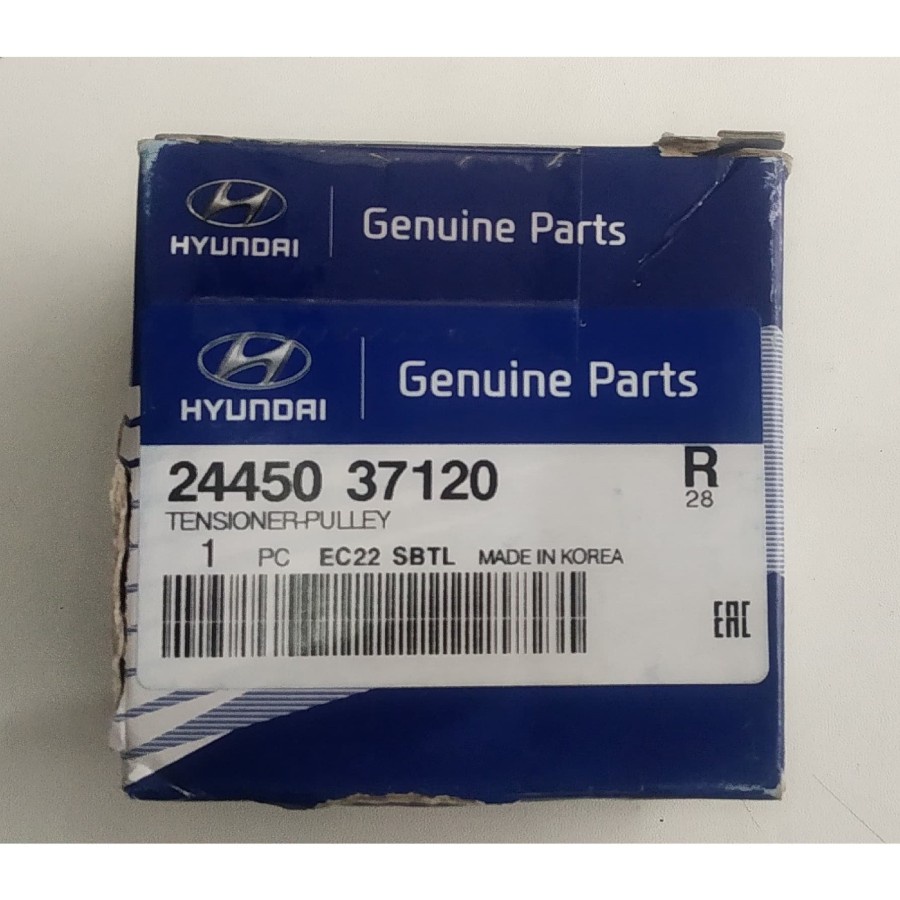 HYUNDAI Genuine Parts
HYUNDAI Genuine Parts
24450 37120 R
TENSIONER-PULLEY 28
1 PC EC22 SBTL MADE IN KOREA
EAC